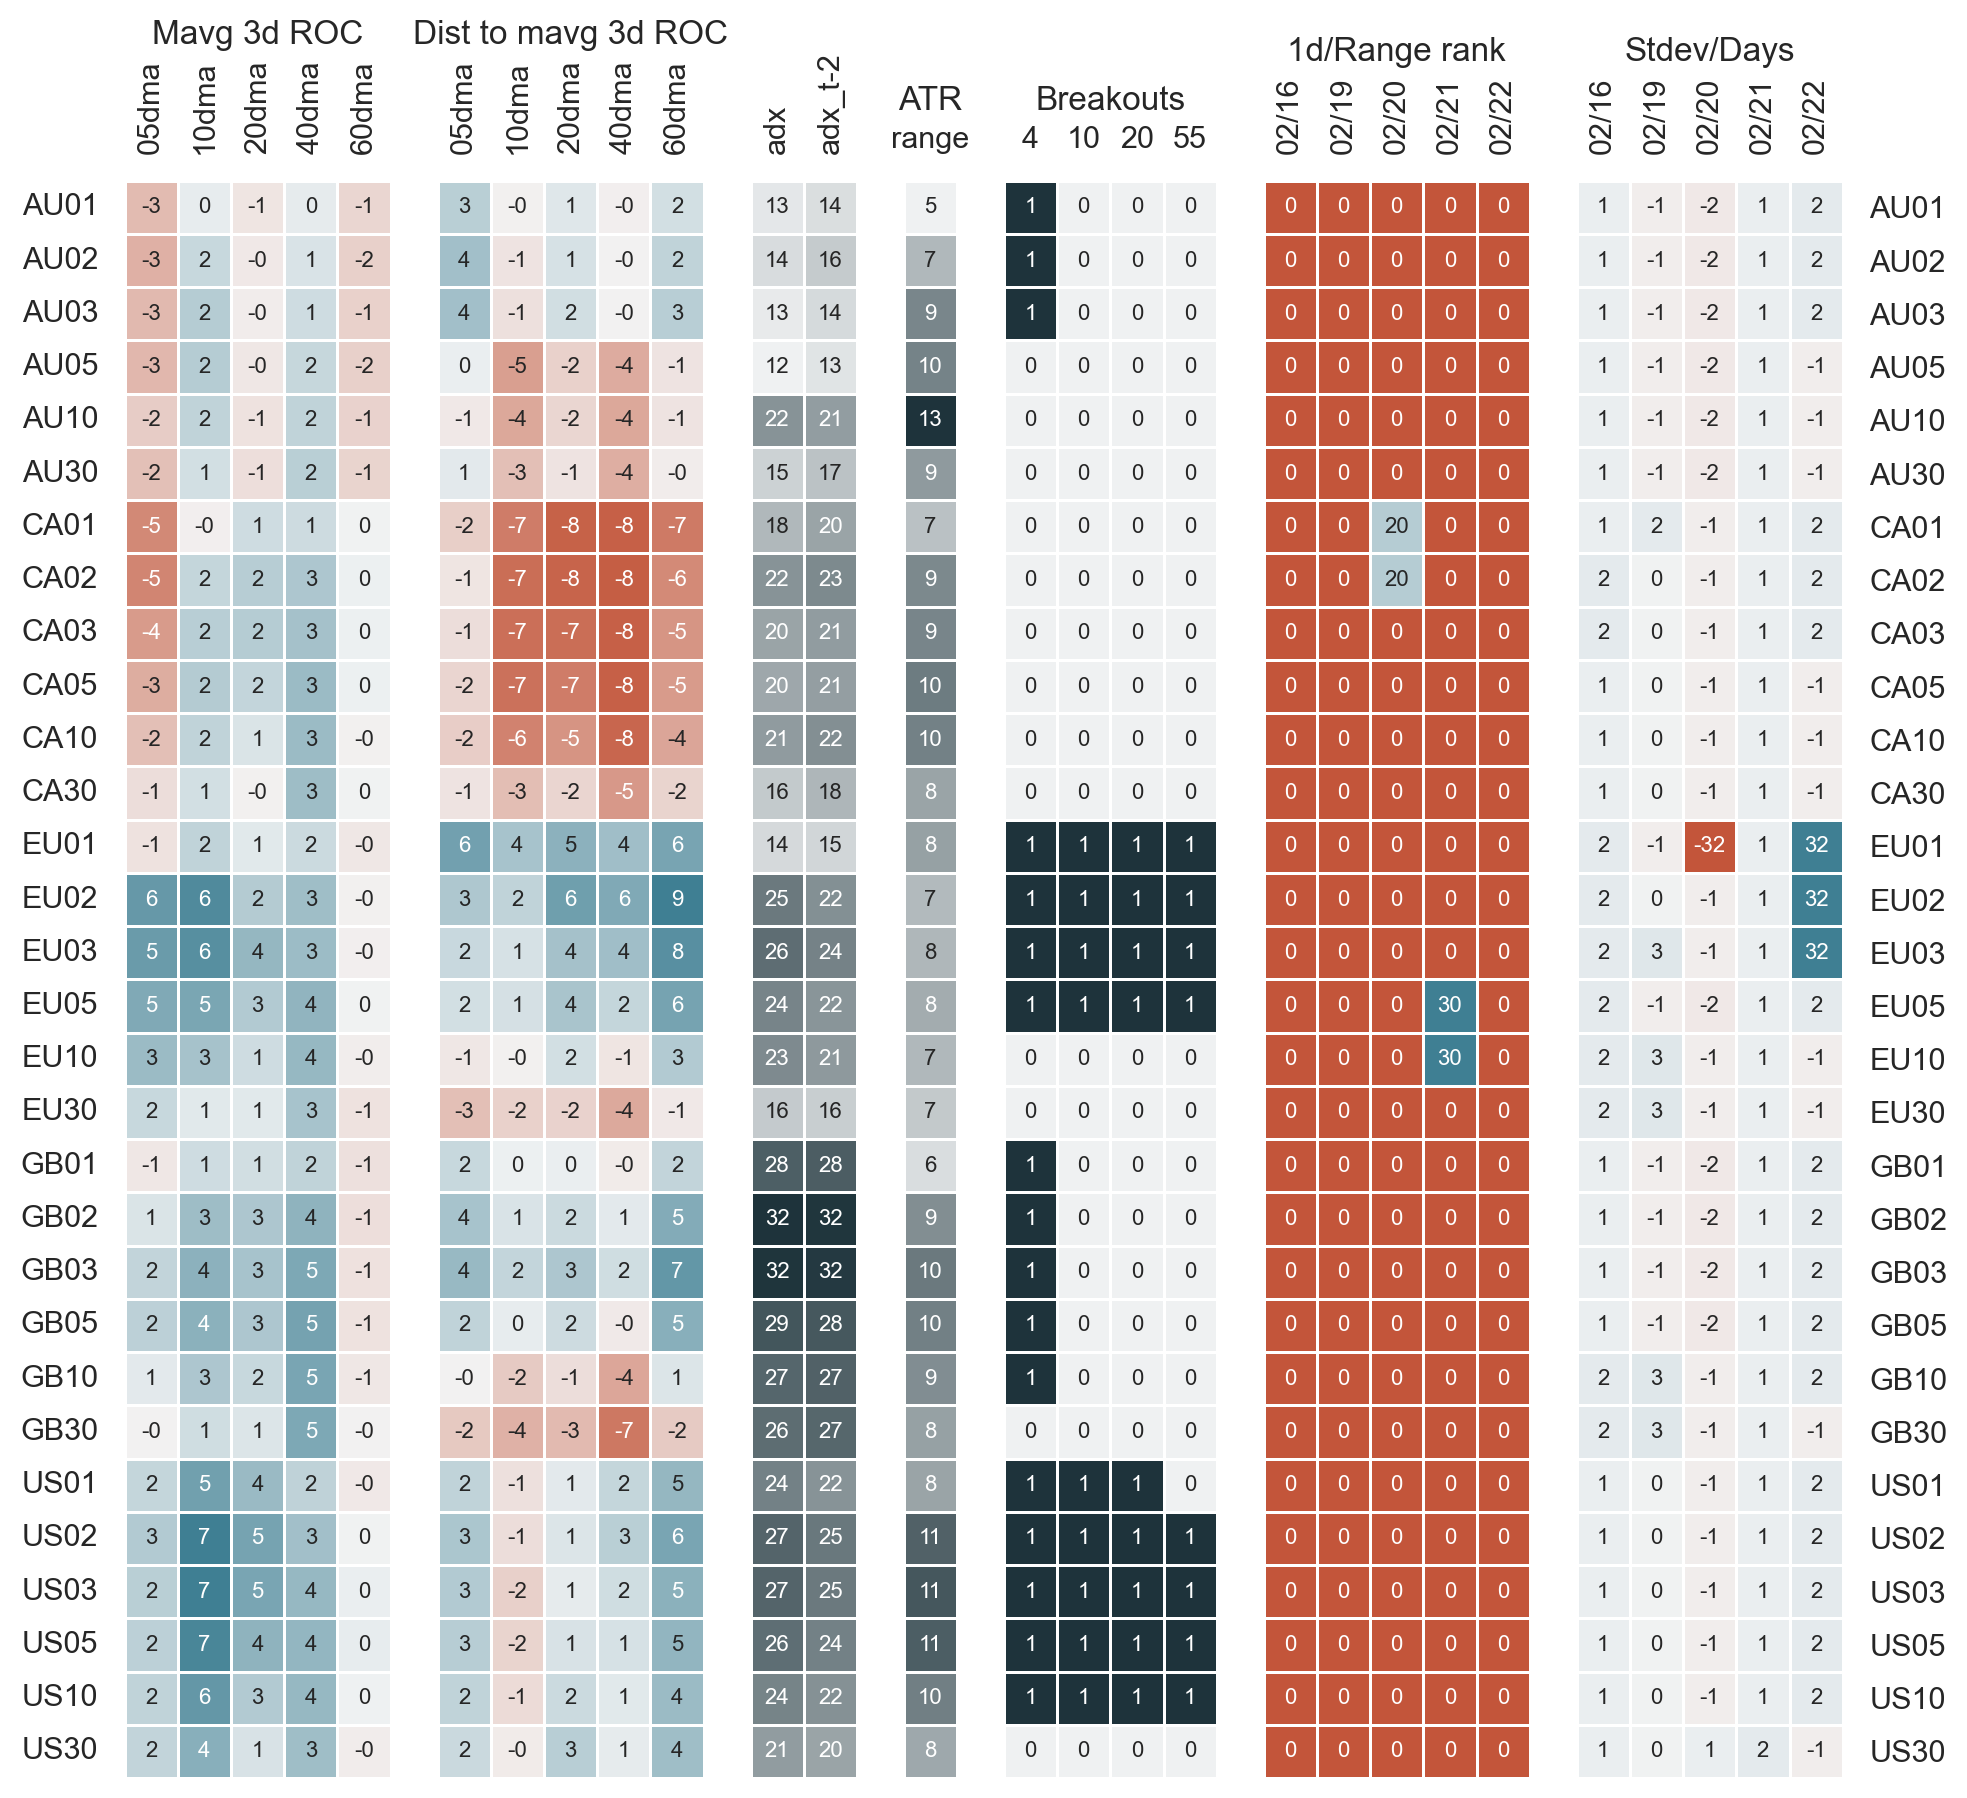 Mavg 3d ROC Dist to mavg 3d ROC 1d/Range rank Stdev/Days
ATR Breakouts
05dma 10dma 20dma 40dma 60dma 05dma 10dma 20dma 40dma 60dma adx adx_t-2 range 4 10 20 55 02/16 02/19 02/20 02/21 02/22 02/16 02/19 02/20 02/21 02/22
AU01 -3 0 -1 0 -1 3 -0 1 -0 2 13 14 5 1 0 0 0 0 0 0 0 0 1 -1 -2 1 2 AU01
AU02 -3 2 -0 1 -2 4 -1 1 -0 2 14 16 7 1 0 0 0 0 0 0 0 0 1 -1 -2 1 2 AU02
AU03 -3 2 -0 1 -1 4 -1 2 -0 3 13 14 9 1 0 0 0 0 0 0 0 0 1 -1 -2 1 2 AU03
AU05 -3 2 -0 2 -2 0 -5 -2 -4 -1 12 13 10 0 0 0 0 0 0 0 0 0 1 -1 -2 1 -1 AU05
AU10 -2 2 -1 2 -1 -1 -4 -2 -4 -1 22 21 13 0 0 0 0 0 0 0 0 0 1 -1 -2 1 -1 AU10
AU30 -2 1 -1 2 -1 1 -3 -1 -4 -0 15 17 9 0 0 0 0 0 0 0 0 0 1 -1 -2 1 -1 AU30
CA01 -5 -0 1 1 0 -2 -7 -8 -8 -7 18 20 7 0 0 0 0 0 0 20 0 0 1 2 -1 1 2 CA01
CA02 -5 2 2 3 0 -1 -7 -8 -8 -6 22 23 9 0 0 0 0 0 0 20 0 0 2 0 -1 1 2 CA02
CA03 -4 2 2 3 0 -1 -7 -7 -8 -5 20 21 9 0 0 0 0 0 0 0 0 0 2 0 -1 1 2 CA03
CA05 -3 2 2 3 0 -2 -7 -7 -8 -5 20 21 10 0 0 0 0 0 0 0 0 0 1 0 -1 1 -1 CA05
CA10 -2 2 1 3 -0 -2 -6 -5 -8 -4 21 22 10 0 0 0 0 0 0 0 0 0 1 0 -1 1 -1 CA10
CA30 -1 1 -0 3 0 -1 -3 -2 -5 -2 16 18 8 0 0 0 0 0 0 0 0 0 1 0 -1 1 -1 CA30
EU01 -1 2 1 2 -0 6 4 5 4 6 14 15 8 1 1 1 1 0 0 0 0 0 2 -1 -32 1 32 EU01
EU02 6 6 2 3 -0 3 2 6 6 9 25 22 7 1 1 1 1 0 0 0 0 0 2 0 -1 1 32 EU02
EU03 5 6 4 3 -0 2 1 4 4 8 26 24 8 1 1 1 1 0 0 0 0 0 2 3 -1 1 32 EU03
EU05 5 5 3 4 0 2 1 4 2 6 24 22 8 1 1 1 1 0 0 0 30 0 2 -1 -2 1 2 EU05
EU10 3 3 1 4 -0 -1 -0 2 -1 3 23 21 7 0 0 0 0 0 0 0 30 0 2 3 -1 1 -1 EU10
EU30 2 1 1 3 -1 -3 -2 -2 -4 -1 16 16 7 0 0 0 0 0 0 0 0 0 2 3 -1 1 -1 EU30
GB01 -1 1 1 2 -1 2 0 0 -0 2 28 28 6 1 0 0 0 0 0 0 0 0 1 -1 -2 1 2 GB01
GB02 1 3 3 4 -1 4 1 2 1 5 32 32 9 1 0 0 0 0 0 0 0 0 1 -1 -2 1 2 GB02
GB03 2 4 3 5 -1 4 2 3 2 7 32 32 10 1 0 0 0 0 0 0 0 0 1 -1 -2 1 2 GB03
GB05 2 4 3 5 -1 2 0 2 -0 5 29 28 10 1 0 0 0 0 0 0 0 0 1 -1 -2 1 2 GB05
GB10 1 3 2 5 -1 -0 -2 -1 -4 1 27 27 9 1 0 0 0 0 0 0 0 0 2 3 -1 1 2 GB10
GB30 -0 1 1 5 -0 -2 -4 -3 -7 -2 26 27 8 0 0 0 0 0 0 0 0 0 2 3 -1 1 -1 GB30
US01 2 5 4 2 -0 2 -1 1 2 5 24 22 8 1 1 1 0 0 0 0 0 0 1 0 -1 1 2 US01
US02 3 7 5 3 0 3 -1 1 3 6 27 25 11 1 1 1 1 0 0 0 0 0 1 0 -1 1 2 US02
US03 2 7 5 4 0 3 -2 1 2 5 27 25 11 1 1 1 1 0 0 0 0 0 1 0 -1 1 2 US03
US05 2 7 4 4 0 3 -2 1 1 5 26 24 11 1 1 1 1 0 0 0 0 0 1 0 -1 1 2 US05
US10 2 6 3 4 0 2 -1 2 1 4 24 22 10 1 1 1 1 0 0 0 0 0 1 0 -1 1 2 US10
US30 2 4 1 3 -0 2 -0 3 1 4 21 20 8 0 0 0 0 0 0 0 0 0 1 0 1 2 -1 US30